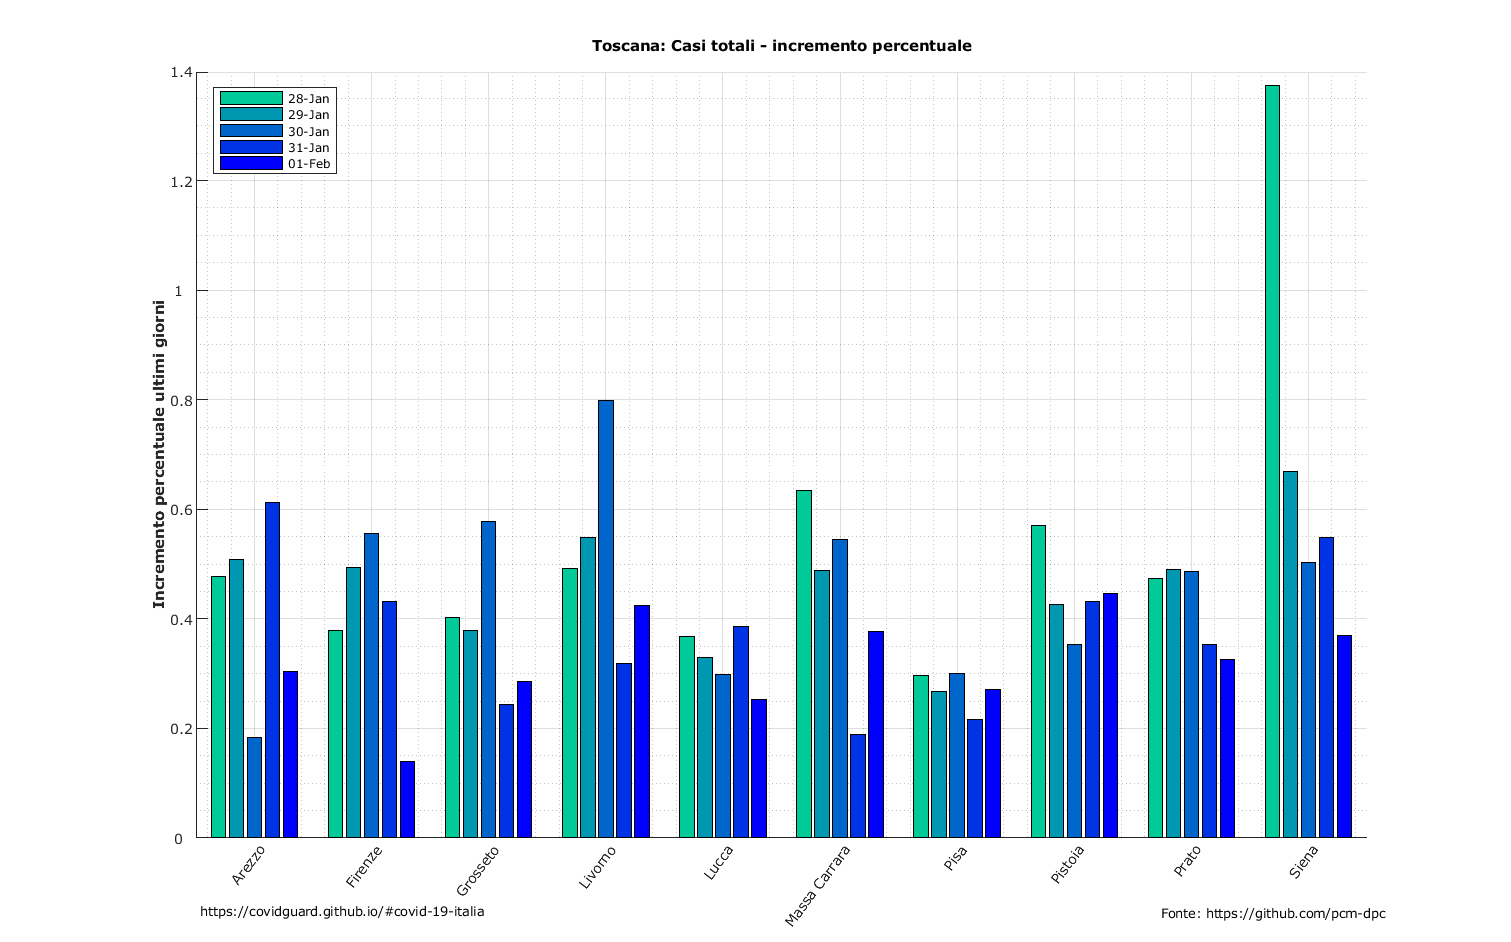 Toscana: Casi totali - incremento percentuale
28-Jan
29-Jan
30-Jan
31-Jan
01-Feb
Incremento percentuale ultimi giorni
1.4
1.2
1
0.8
0.6
0.4
0.2
0
Arezzo
Firenze
Grosseto
Livorno
Lucca
Massa Carrara
Pisa
Pistoia
Prato
Siena
https://covidguard.github.io/#covid-19-italia
Fonte: https://github.com/pcm-dpc